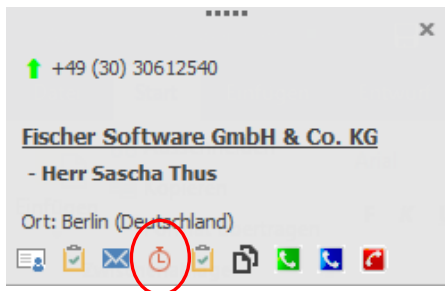 +49 (30) 30612540
Fischer Software GmbH & Co. KG
- Herr Sascha Thus
Ort: Berlin (Deutschland)